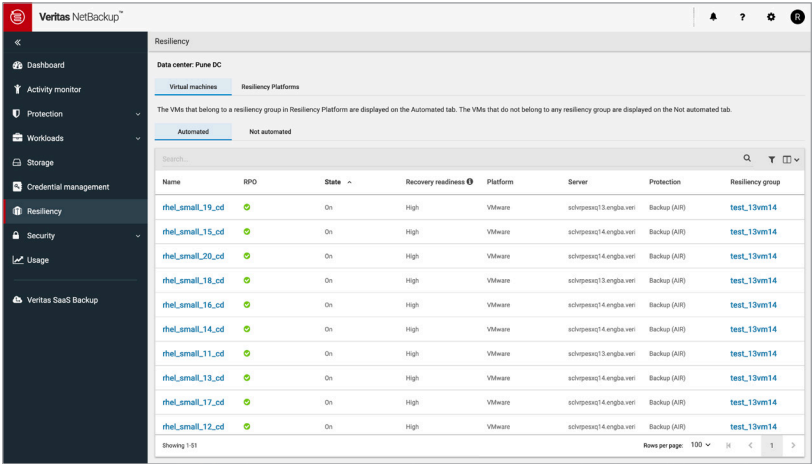 Veritas NetBackup™
?
R
«
Resiliency
Dashboard
Activity monitor
Protection
Workloads
Storage
Credential management
Resiliency
Security
Usage
Veritas SaaS Backup
Data center: Pune DC
Virtual machines Resiliency Platforms
The VMs that belong to a resiliency group in Resiliency Platform are displayed on the Automated tab. The VMs that do not belong to any resiliency group are displayed on the Not automated tab.
Automated Not automated
Search...
Name RPO State Recovery readiness Platform Server Protection Resiliency group
rhel_small_19_cd On High VMware sclvrpesxq13.engba.veri Backup (AIR) test_13vm14
rhel_small_15_cd On High VMware sclvrpesxq14.engba.veri Backup (AIR) test_13vm14
rhel_small_20_cd On High VMware sclvrpesxq14.engba.veri Backup (AIR) test_13vm14
rhel_small_18_cd On High VMware sclvrpesxq13.engba.veri Backup (AIR) test_13vm14
rhel_small_16_cd On High VMware sclvrpesxq14.engba.veri Backup (AIR) test_13vm14
rhel_small_14_cd On High VMware sclvrpesxq14.engba.veri Backup (AIR) test_13vm14
rhel_small_11_cd On High VMware sclvrpesxq13.engba.veri Backup (AIR) test_13vm14
rhel_small_13_cd On High VMware sclvrpesxq14.engba.veri Backup (AIR) test_13vm14
rhel_small_17_cd On High VMware sclvrpesxq14.engba.veri Backup (AIR) test_13vm14
rhel_small_12_cd On High VMware sclvrpesxq14.engba.veri Backup (AIR) test_13vm14
Showing 1-51 Rows per page: 100 1